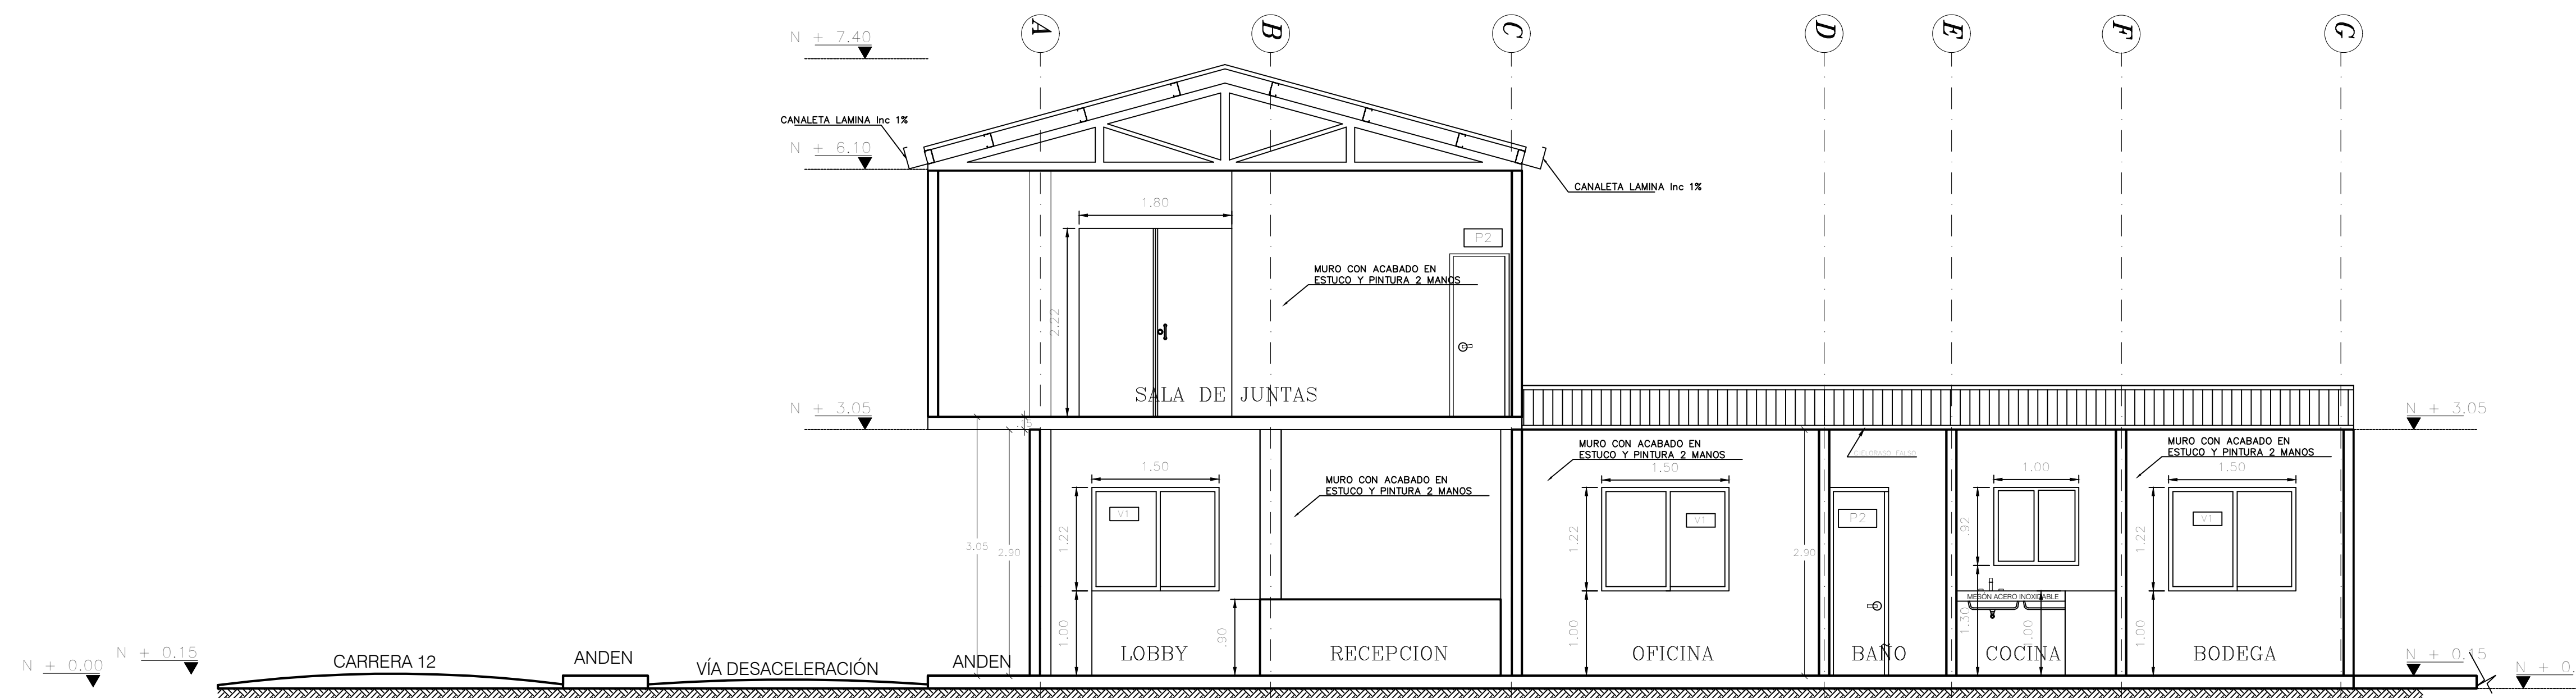 A
B
C
D
E
F
G
N + 7.40
CANALETA LAMINA Inc 1%
N + 6.10
CANALETA LAMINA Inc 1%
1.80
2.22
P2
MURO CON ACABADO EN
ESTUCO Y PINTURA 2 MANOS
SALA DE JUNTAS
N + 3.05
N + 3.05
3.05
2.90
1.50
1.22
V1
1.00
LOBBY
MURO CON ACABADO EN
ESTUCO Y PINTURA 2 MANOS
.90
RECEPCION
MURO CON ACABADO EN
ESTUCO Y PINTURA 2 MANOS
1.50
1.22
V1
1.00
OFICINA
2.90
CIELORASO FALSO
P2
BAÑO
1.00
.92
MESÓN ACERO INOXIDABLE
1.30
1.00
COCINA
MURO CON ACABADO EN
ESTUCO Y PINTURA 2 MANOS
1.50
1.22
V1
1.00
BODEGA
N + 0.00
N + 0.15
CARRERA 12
ANDEN
VÍA DESACELERACIÓN
ANDEN
N + 0.15
N + 0.